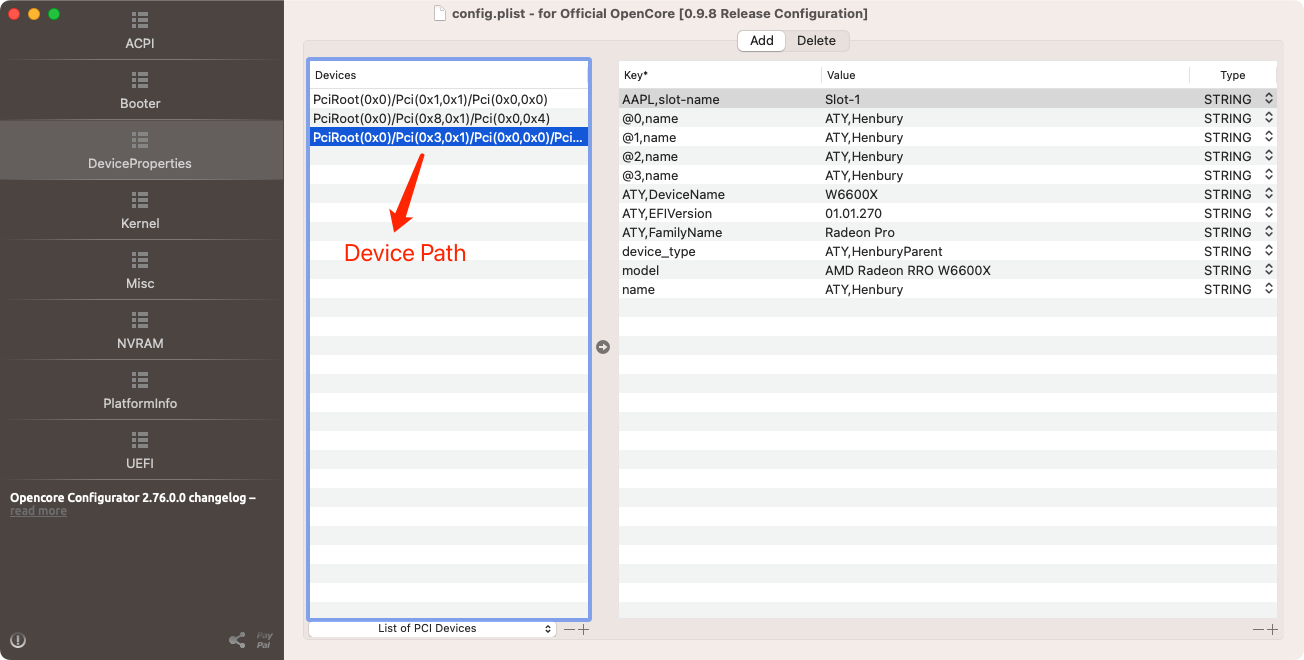 config.plist - for Official OpenCore [0.9.8 Release Configuration]
ACPI
Booter
DeviceProperties
Kernel
Misc
NVRAM
PlatformInfo
UEFI
Opencore Configurator 2.76.0.0 changelog –
read more
Pay
Pal
Add Delete
Devices
PciRoot(0x0)/Pci(0x1,0x1)/Pci(0x0,0x0)
PciRoot(0x0)/Pci(0x8,0x1)/Pci(0x0,0x4)
PciRoot(0x0)/Pci(0x3,0x1)/Pci(0x0,0x0)/Pci...
Device Path
List of PCI Devices
Key* Value Type
AAPL,slot-name Slot-1 STRING
@0,name ATY,Henbury STRING
@1,name ATY,Henbury STRING
@2,name ATY,Henbury STRING
@3,name ATY,Henbury STRING
ATY,DeviceName W6600X STRING
ATY,EFIVersion 01.01.270 STRING
ATY,FamilyName Radeon Pro STRING
device_type ATY,HenburyParent STRING
model AMD Radeon RRO W6600X STRING
name ATY,Henbury STRING